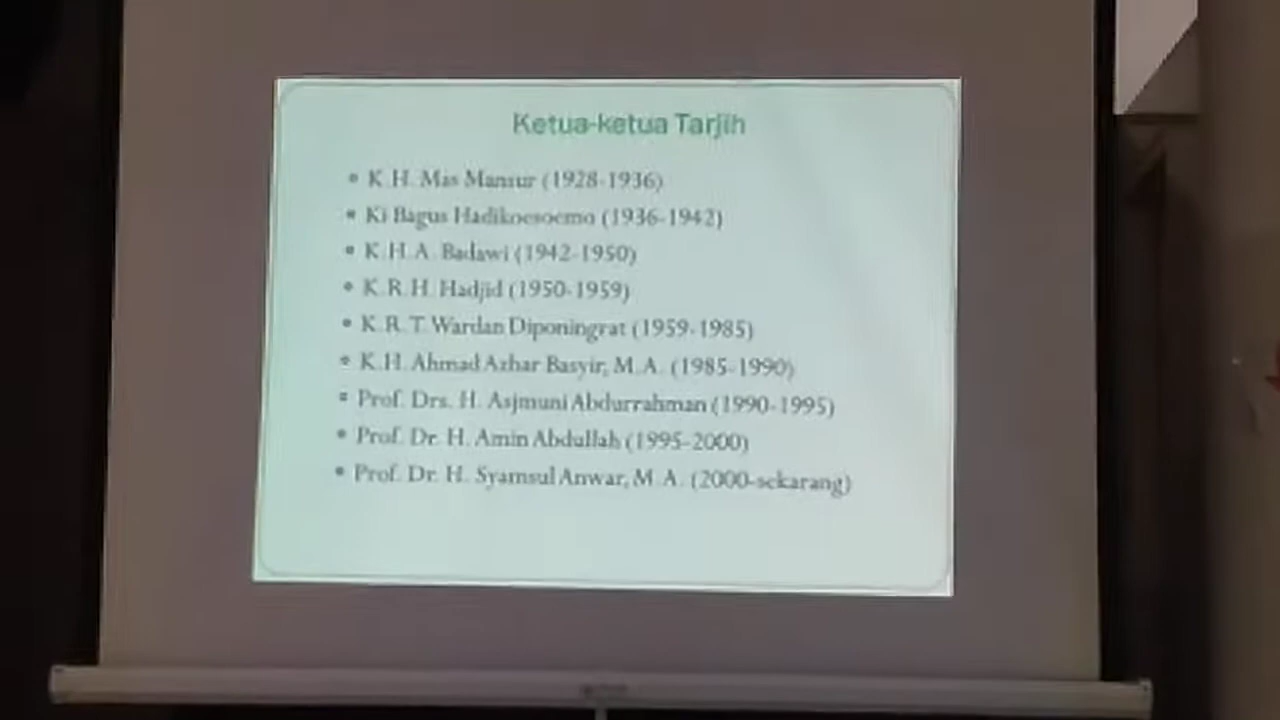 Ketua-ketua Tarjih
• K.H. Mas Mansur (1928-1936)
• Ki Bagus Hadikoesoemo (1936-1942)
• K.H.A. Badawi (1942-1950)
• K.R.H. Hadjid (1950-1959)
• K.R.T. Wardan Diponingrat (1959-1985)
• K.H. Ahmad Azhar Basyir, M.A. (1985-1990)
• Prof. Drs. H. Asjmuni Abdurrahman (1990-1995)
• Prof. Dr. H. Amin Abdullah (1995-2000)
• Prof. Dr. H. Syamsul Anwar, M.A. (2000-sekarang)